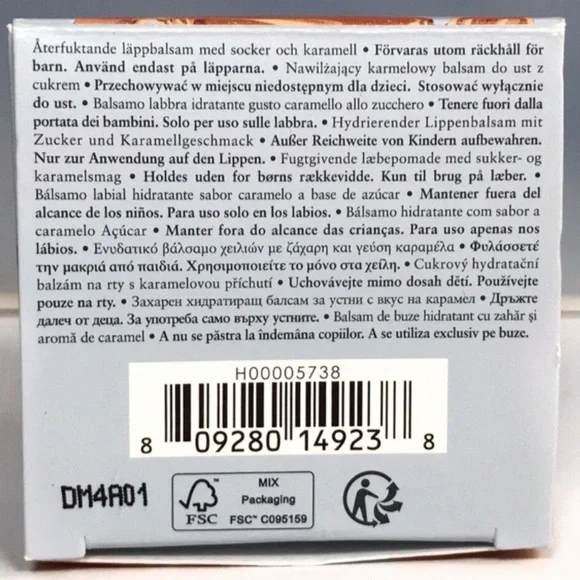 Återfuktande läppbalsam med socker och karamell • Förvaras utom räckhåll för
barn. Använd endast på läpparna. • Nawilżający karmelowy balsam do ust z
cukrem • Przechowywać w miejscu niedostępnym dla dzieci. Stosować wyłącznie
do ust. • Balsamo labbra idratante gusto caramello allo zucchero • Tenere fuori dalla
portata dei bambini. Solo per uso sulle labbra. • Hydrierender Lippenbalsam mit
Zucker und Karamellgeschmack • Außer Reichweite von Kindern aufbewahren.
Nur zur Anwendung auf den Lippen. • Fugtgivende læbepomade med sukker- og
karamelsmag • Holdes uden for børns rækkevidde. Kun til brug på læber. •
Bálsamo labial hidratante sabor caramelo a base de azúcar • Mantener fuera del
alcance de los niños. Para uso solo en los labios. • Bálsamo hidratante com sabor a
caramelo Açúcar • Manter fora do alcance das crianças. Para uso apenas nos
lábios. • Ενυδατικό βάλσαμο χειλιών με ζάχαρη και γεύση καραμέλα • Φυλάσσετέ
την μακριά από παιδιά. Χρησιμοποιείτε το μόνο στα χείλη. • Cukrový hydratační
balzám na rty s karamelovou příchutí • Uchovávejte mimo dosah dětí. Používejte
pouze na rty. • Захарен хидратиращ балсам за устни с вкус на карамел • Дръжте
далеч от деца. За употреба само върху устните. • Balsam de buze hidratant cu zahăr și
aromă de caramel • A nu se păstra la îndemâna copiilor. A se utiliza exclusiv pe buze.
H00005738
8 09280 14923 8
DM4A01
FSC
MIX
Packaging
FSC™ C095159